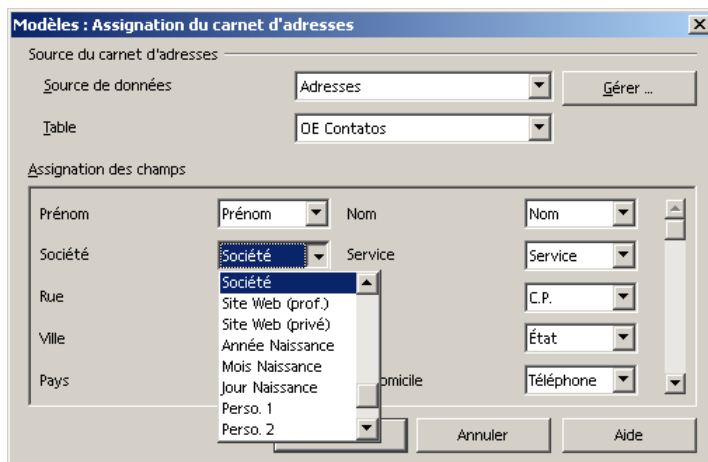 Modèles : Assignation du carnet d'adresses
Source du carnet d'adresses
Source de données Adresses Gérer ...
Table OE Contatos
Assignation des champs
Prénom Prénom Nom Nom
Société Société Service Service
Société
Rue Site Web (prof.) C.P.
Site Web (privé)
Ville Année Naissance État
Mois Naissance
Pays Jour Naissance omicile Téléphone
Perso. 1
Perso. 2 Annuler Aide